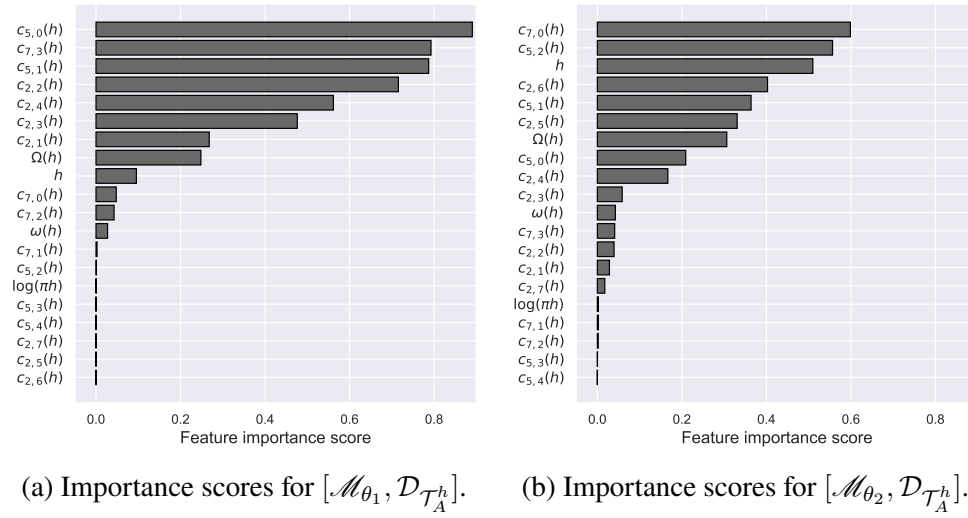 c5,0(h)
c7,3(h)
c5,1(h)
c2,2(h)
c2,4(h)
c2,3(h)
c2,1(h)
Ω(h)
h
c7,0(h)
c7,2(h)
ω(h)
c7,1(h)
c5,2(h)
log(πh)
c5,3(h)
c5,4(h)
c2,7(h)
c2,5(h)
c2,6(h)
0.0 0.2 0.4 0.6 0.8
Feature importance score
(a) Importance scores for [ℳθ1, 𝒟𝒯Ah].
c7,0(h)
c5,2(h)
h
c2,6(h)
c5,1(h)
c2,5(h)
Ω(h)
c5,0(h)
c2,4(h)
c2,3(h)
ω(h)
c7,3(h)
c2,2(h)
c2,1(h)
c2,7(h)
log(πh)
c7,1(h)
c7,2(h)
c5,3(h)
c5,4(h)
0.0 0.2 0.4 0.6 0.8
Feature importance score
(b) Importance scores for [ℳθ2, 𝒟𝒯Ah].